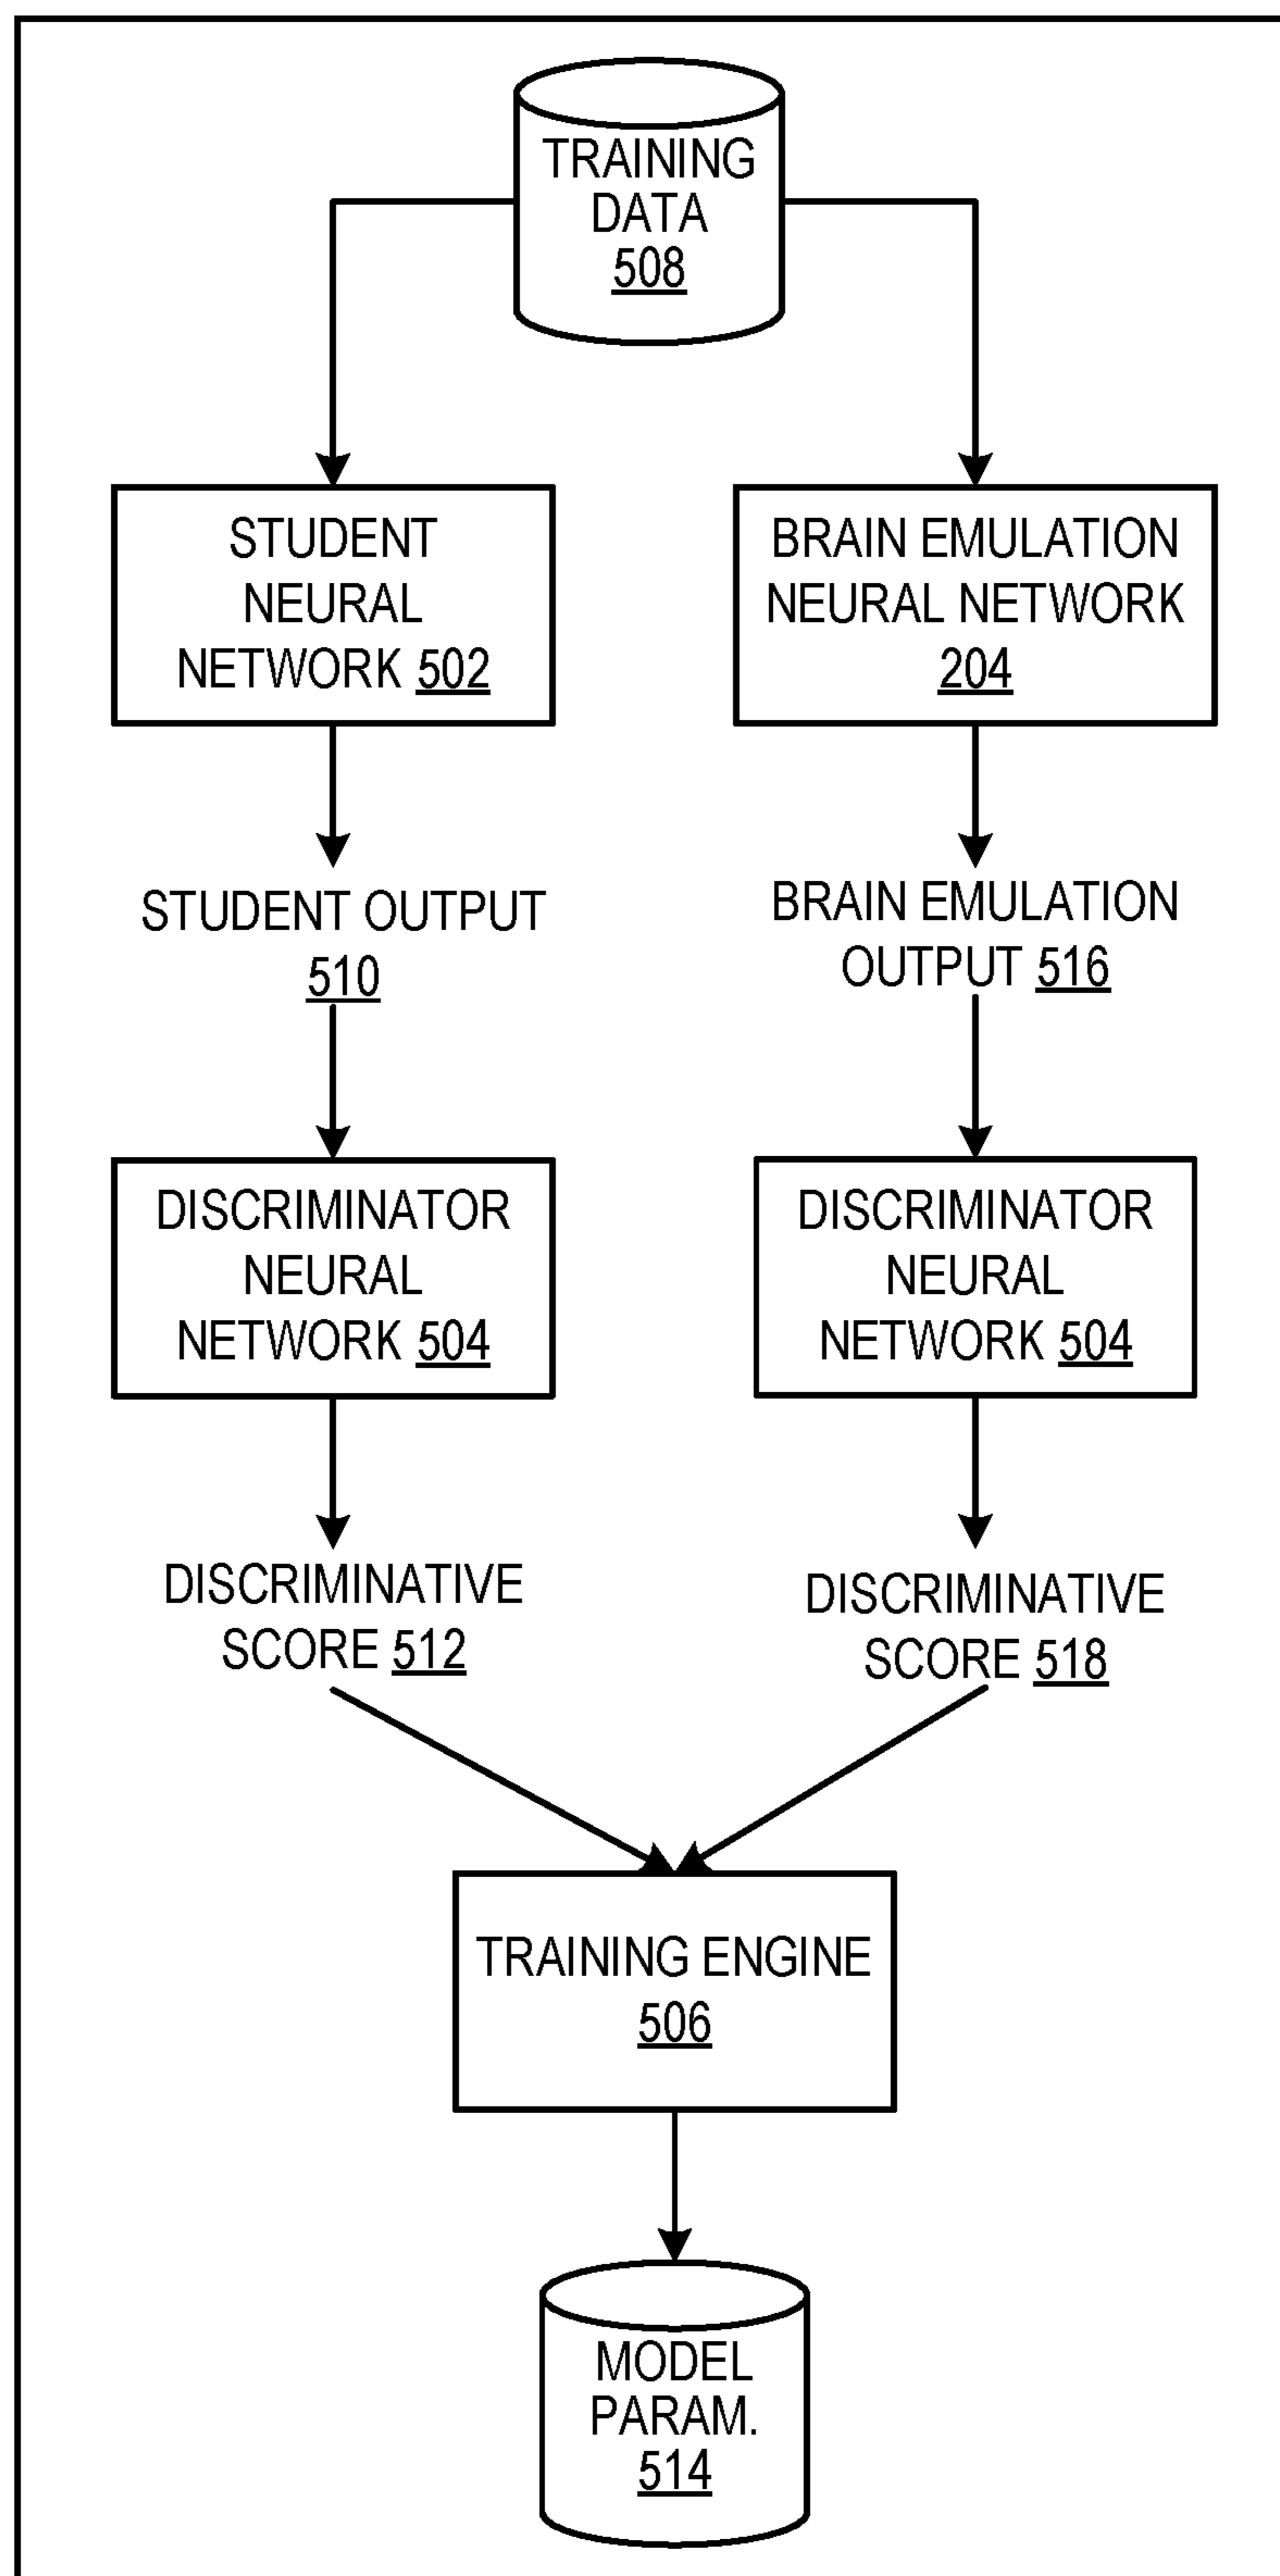 TRAINING
DATA
508
STUDENT
NEURAL
NETWORK 502
BRAIN EMULATION
NEURAL NETWORK
204
STUDENT OUTPUT
510
BRAIN EMULATION
OUTPUT 516
DISCRIMINATOR
NEURAL
NETWORK 504
DISCRIMINATOR
NEURAL
NETWORK 504
DISCRIMINATIVE
SCORE 512
DISCRIMINATIVE
SCORE 518
TRAINING ENGINE
506
MODEL
PARAM.
514